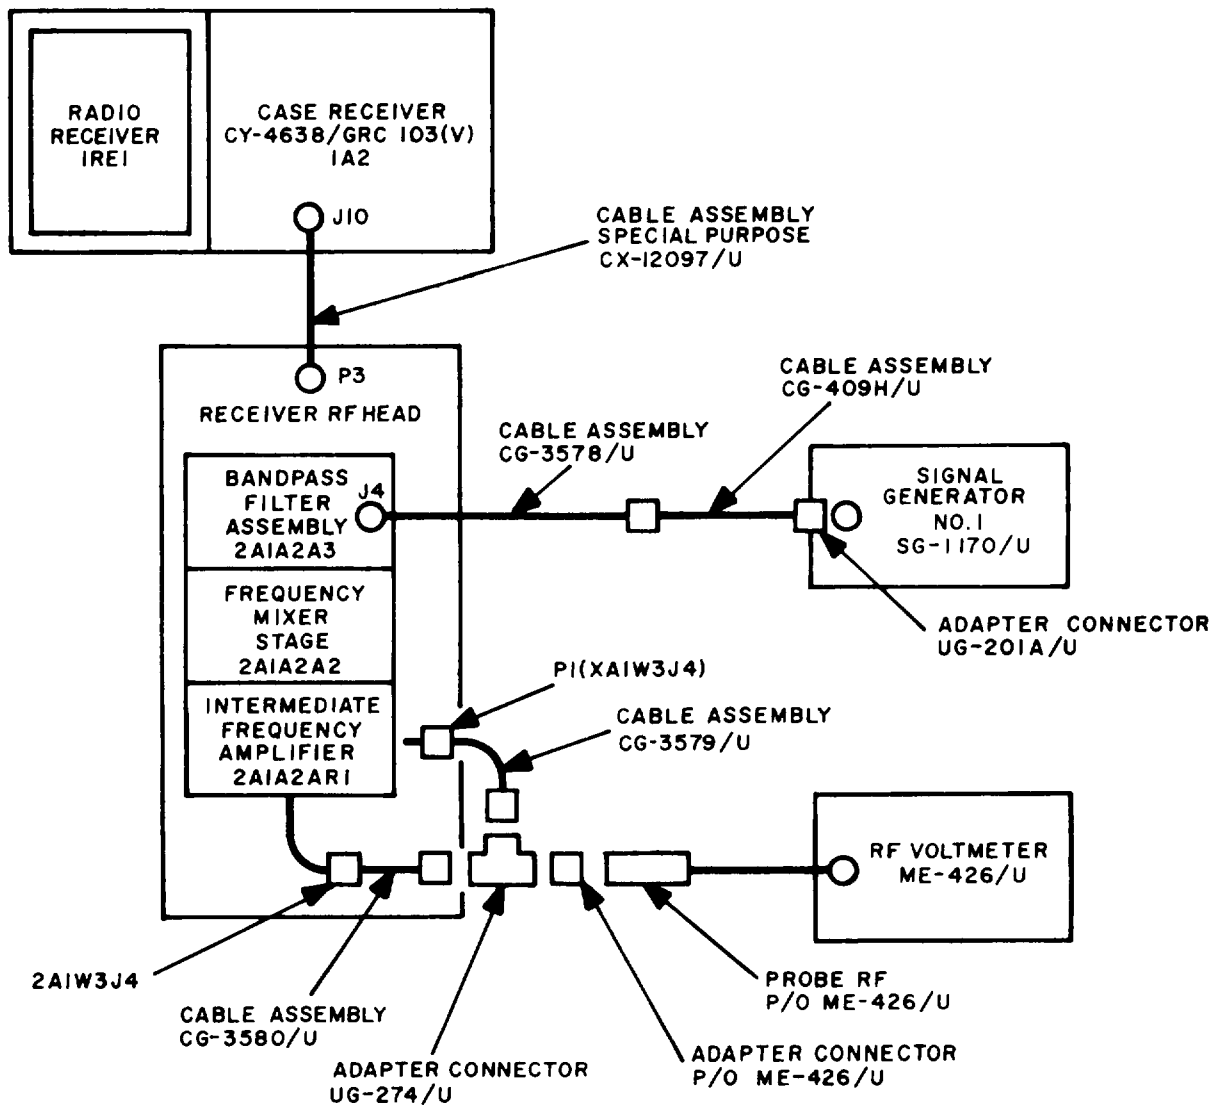 RADIO
RECEIVER
1RE1
CASE RECEIVER
CY-4638/GRC 103(V)
1A2
J10
CABLE ASSEMBLY
SPECIAL PURPOSE
CX-12097/U
P3
RECEIVER RF HEAD
CABLE ASSEMBLY
CG-409H/U
CABLE ASSEMBLY
CG-3578/U
BANDPASS
FILTER
ASSEMBLY
2A1A2A3
J4
SIGNAL
GENERATOR
NO.1
SG-1170/U
FREQUENCY
MIXER
STAGE
2A1A2A2
ADAPTER CONNECTOR
UG-201A/U
P1(XA1W3J4)
INTERMEDIATE
FREQUENCY
AMPLIFIER
2A1A2AR1
CABLE ASSEMBLY
CG-3579/U
RF VOLTMETER
ME-426/U
2A1W3J4
CABLE ASSEMBLY
CG-3580/U
ADAPTER CONNECTOR
UG-274/U
PROBE RF
P/O ME-426/U
ADAPTER CONNECTOR
P/O ME-426/U